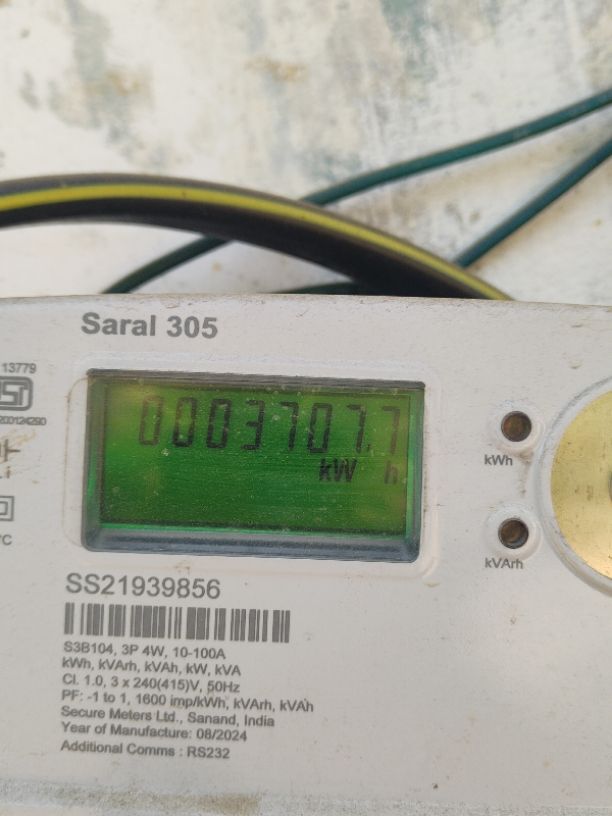 Saral 305
13779
0003707.7
kW h
kWh
kVArh
SS21939856
S3B104, 3P 4W, 10-100A
kWh, kVArh, kVAh, kW, kVA
Cl. 1.0, 3 x 240(415)V, 50Hz
PF: -1 to 1, 1600 imp/kWh, kVArh, kVAh
Secure Meters Ltd., Sanand, India
Year of Manufacture: 08/2024
Additional Comms : RS232